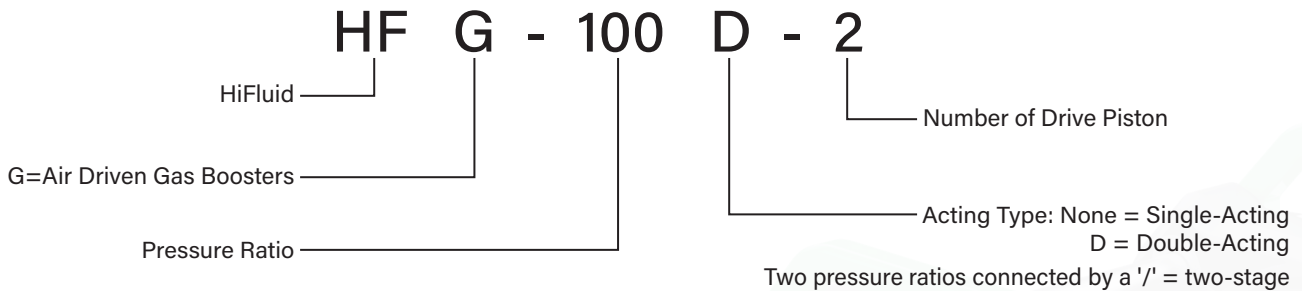 HF G - 100 D - 2
HiFluid
Number of Drive Piston
G=Air Driven Gas Boosters
Acting Type: None = Single-Acting
D = Double-Acting
Pressure Ratio
Two pressure ratios connected by a '/' = two-stage